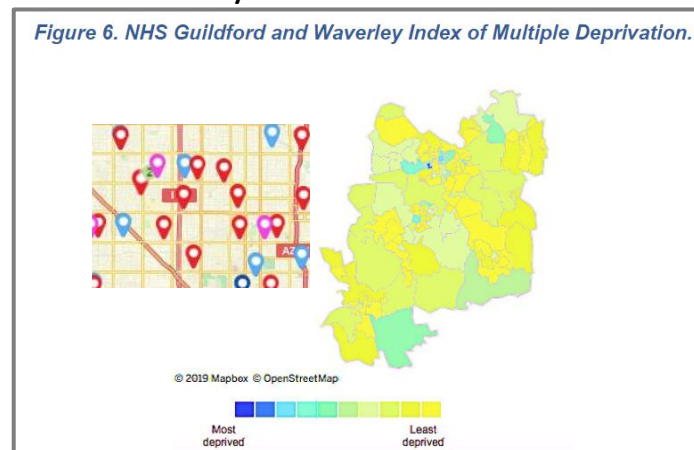 Figure 6. NHS Guildford and Waverley Index of Multiple Deprivation.
© 2019 Mapbox © OpenStreetMap
Most
deprived
Least
deprived